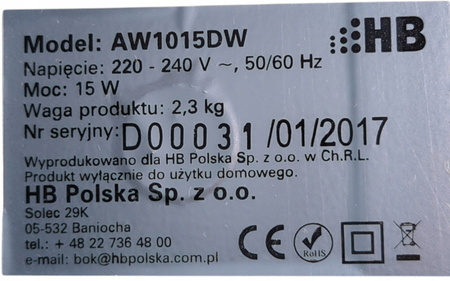 Model: AW1015DW
HB
Napięcie: 220 - 240 V ~, 50/60 Hz
Moc: 15 W
Waga produktu: 2,3 kg
Nr seryjny: D00031/01/2017
Wyprodukowano dla HB Polska Sp. z o.o. w Ch.R.L.
Produkt wyłącznie do użytku domowego.
HB Polska Sp. z o.o.
Solec 29K
05-532 Baniocha
tel.: + 48 22 736 48 00
e-mail: bok@hbpolska.com.pl
CE
RoHS